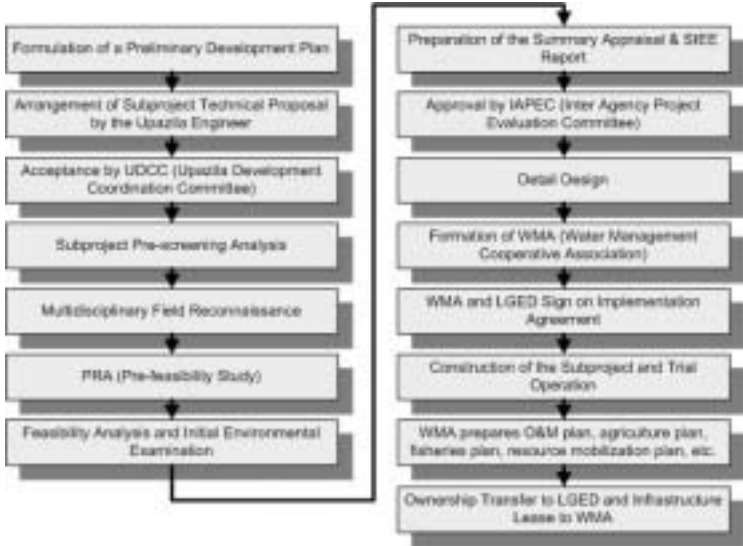 Formulation of a Preliminary Development Plan
Arrangement of Subproject Technical Proposal
by the Upazila Engineer
Acceptance by UDCC (Upazila Development
Coordination Committee)
Subproject Pre-screening Analysis
Multidisciplinary Field Reconnaissance
PRA (Pre-feasibility Study)
Feasibility Analysis and Initial Environmental
Examination
Preparation of the Summary Appraisal & SIEE
Report
Approval by IAPEC (Inter Agency Project
Evaluation Committee)
Detail Design
Formation of WMA (Water Management
Cooperative Association)
WMA and LGED Sign on Implementation
Agreement
Construction of the Subproject and Trial
Operation
WMA prepares O&M plan, agriculture plan,
fisheries plan, resource mobilization plan, etc.
Ownership Transfer to LGED and Infrastructure
Lease to WMA